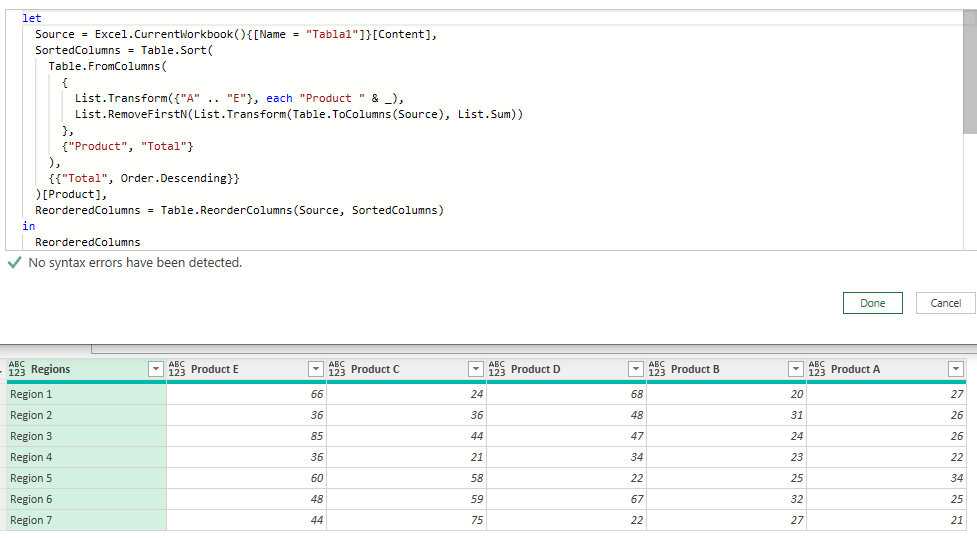 let
Source = Excel.CurrentWorkbook(){[Name = "Tabla1"]}[Content],
SortedColumns = Table.Sort(
Table.FromColumns(
{
List.Transform({"A" .. "E"}, each "Product " & _),
List.RemoveFirstN(List.Transform(Table.ToColumns(Source), List.Sum))
},
{"Product", "Total"}
),
{{"Total", Order.Descending}}
)[Product],
ReorderedColumns = Table.ReorderColumns(Source, SortedColumns)
in
ReorderedColumns
No syntax errors have been detected.
Done Cancel
ABC 123 Regions ABC 123 Product E ABC 123 Product C ABC 123 Product D ABC 123 Product B ABC 123 Product A
Region 1 66 24 68 20 27
Region 2 36 36 48 31 26
Region 3 85 44 47 24 26
Region 4 36 21 34 23 22
Region 5 60 58 22 25 34
Region 6 48 59 67 32 25
Region 7 44 75 22 27 21